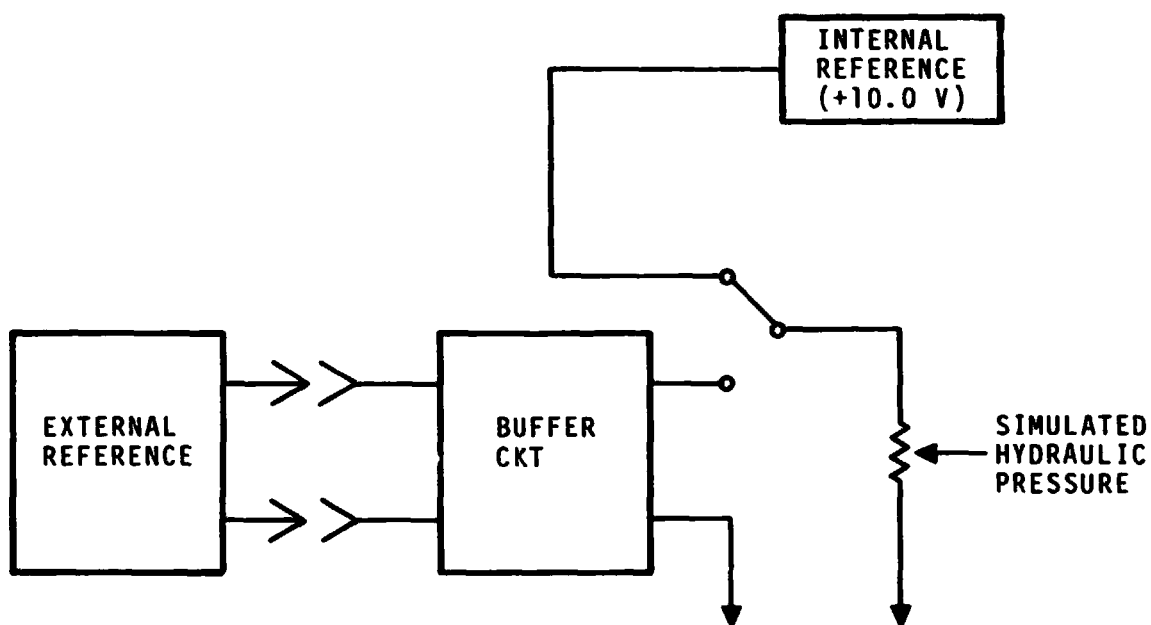 INTERNAL
REFERENCE
(+10.0 V)
EXTERNAL
REFERENCE
BUFFER
CKT
SIMULATED
HYDRAULIC
PRESSURE